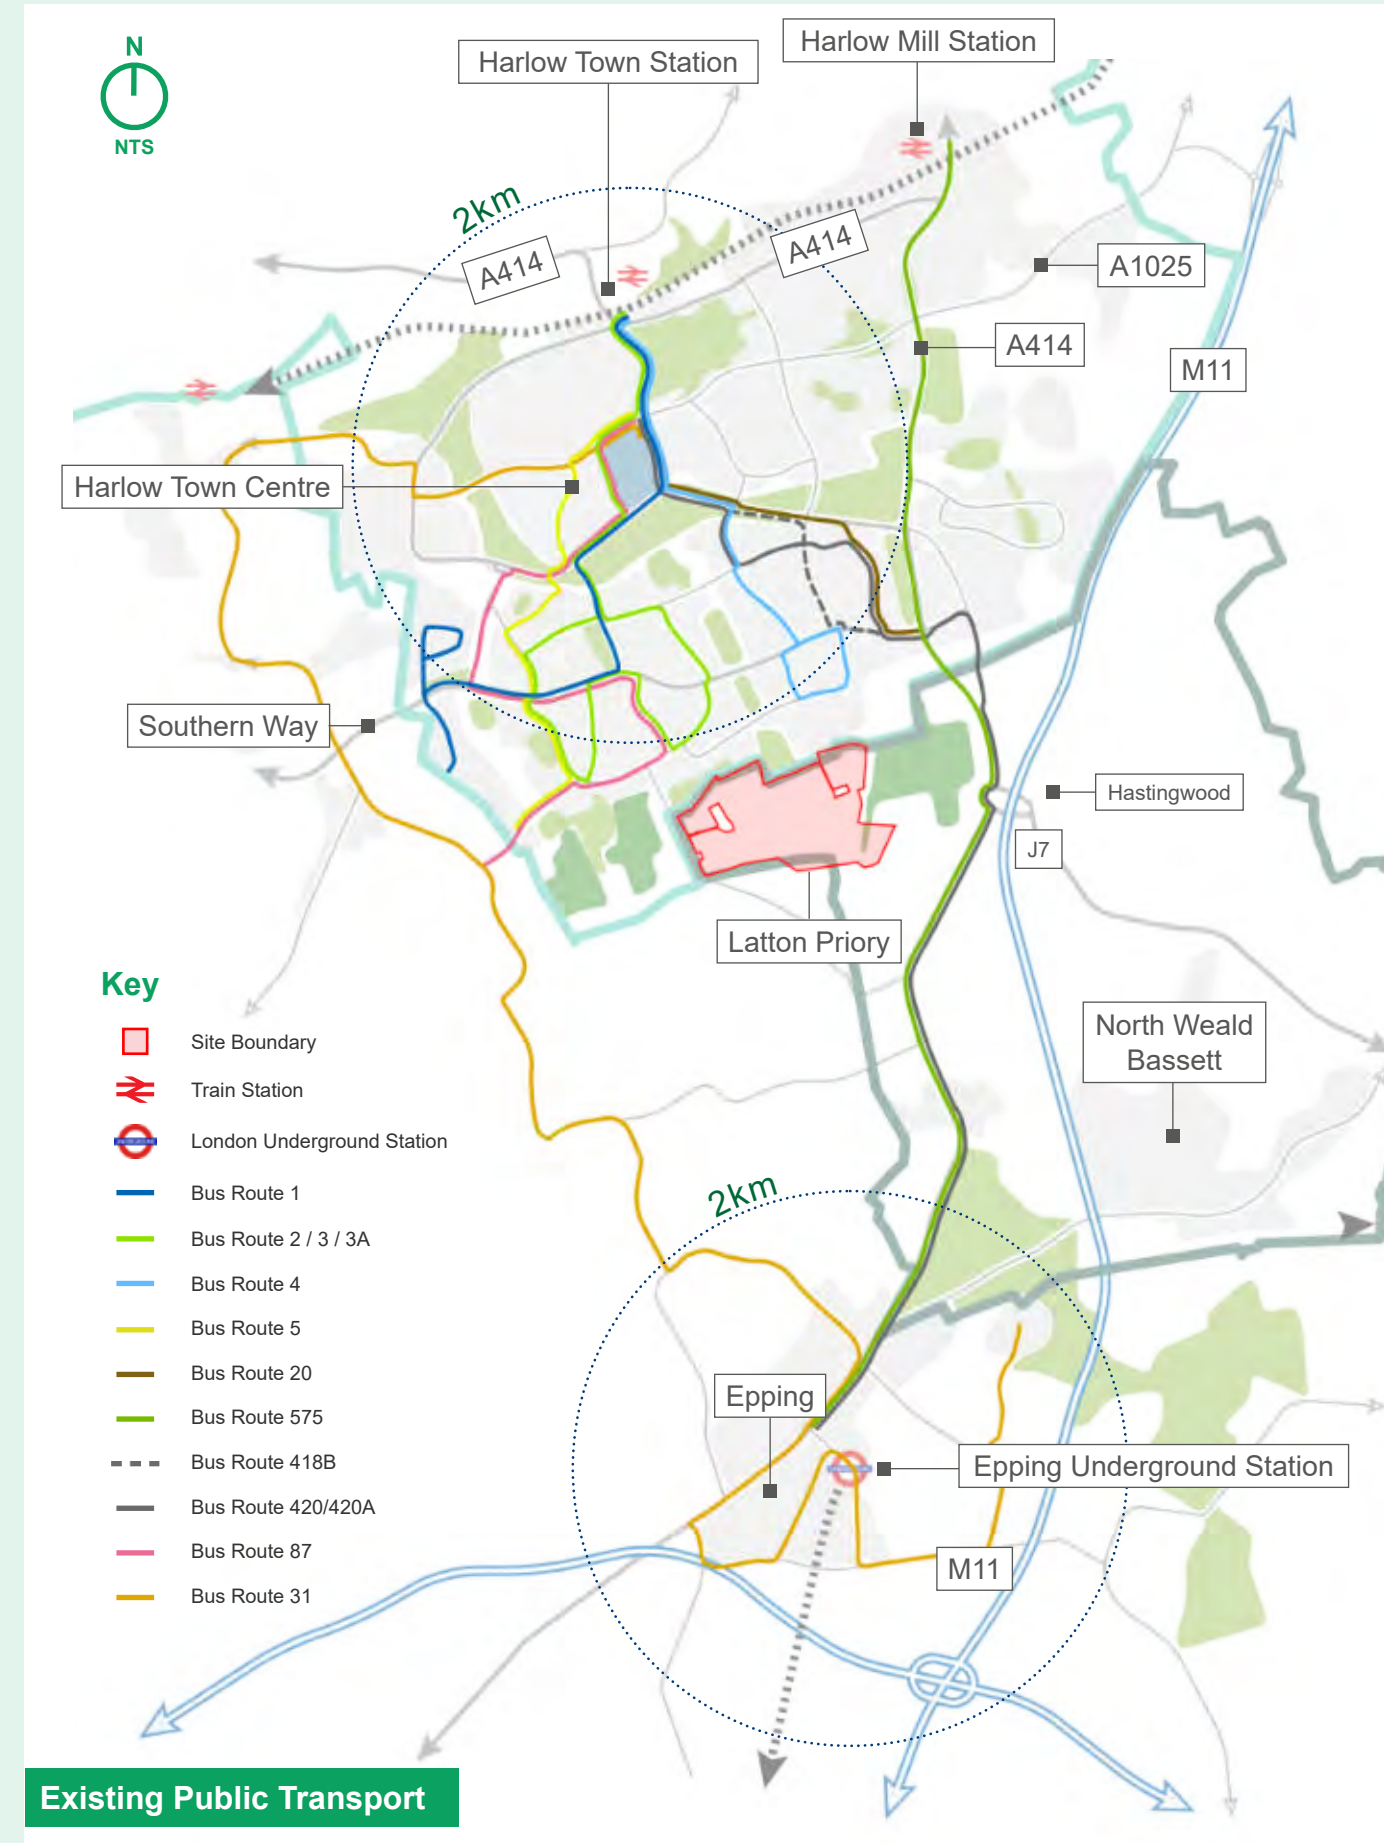 N
NTS
Harlow Town Station
Harlow Mill Station
2km
A414
A414
A1025
A414
M11
Harlow Town Centre
Southern Way
Hastingwood
J7
Latton Priory
Key
Site Boundary
Train Station
London Underground Station
Bus Route 1
Bus Route 2 / 3 / 3A
Bus Route 4
Bus Route 5
Bus Route 20
Bus Route 575
Bus Route 418B
Bus Route 420/420A
Bus Route 87
Bus Route 31
North Weald
Bassett
2km
Epping
Epping Underground Station
M11
Existing Public Transport